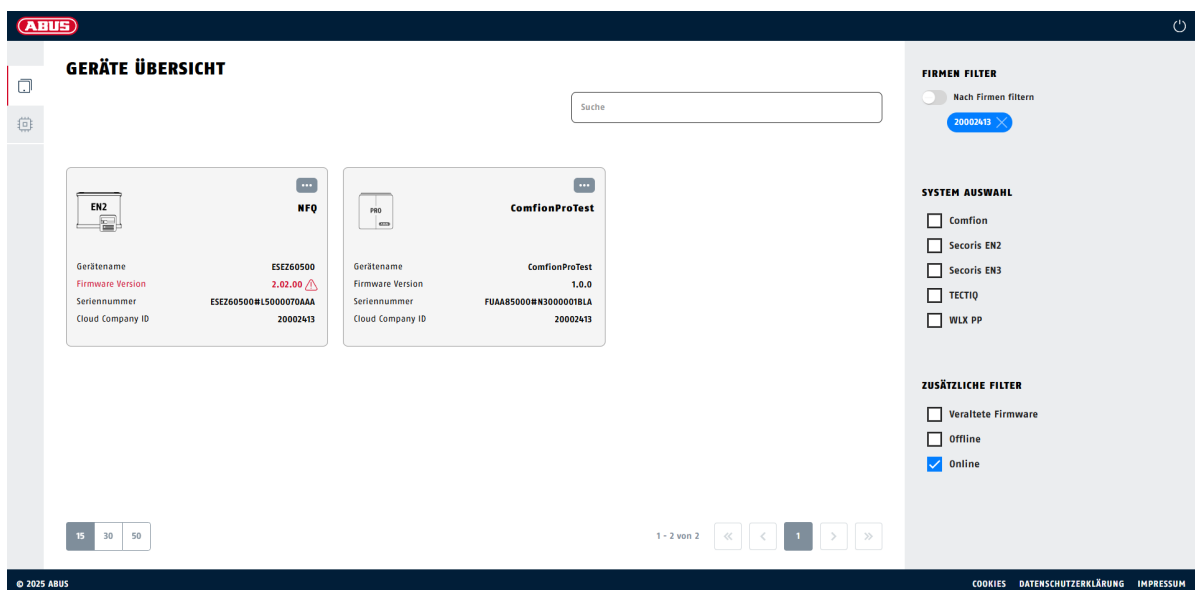 ABUS
GERÄTE ÜBERSICHT
Suche
EN2
NFQ
Gerätename ESEZ60500
Firmware Version 2.02.00
Seriennummer ESEZ60500#L5000070AAA
Cloud Company ID 20002413
PRO
ComfionProTest
Gerätename ComfionProTest
Firmware Version 1.0.0
Seriennummer FUAA85000#N3000001BLA
Cloud Company ID 20002413
15 30 50
1 - 2 von 2 « < 1 > »
FIRMEN FILTER
Nach Firmen filtern
20002413
SYSTEM AUSWAHL
Comfion
Secoris EN2
Secoris EN3
TECTIQ
WLX PP
ZUSÄTZLICHE FILTER
Veraltete Firmware
Offline
Online
© 2025 ABUS
COOKIES DATENSCHUTZERKLÄRUNG IMPRESSUM